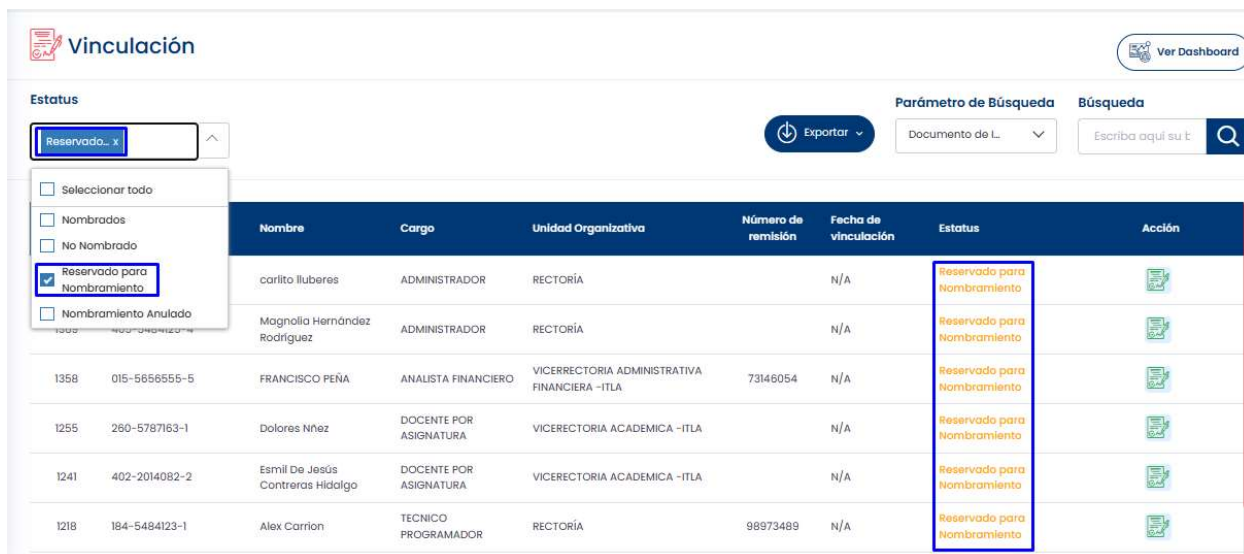 Vinculación
Ver Dashboard
Estatus
Parámetro de Búsqueda
Búsqueda
Reservado... x
Exportar
Documento de I...
Escriba aquí su b
Seleccionar todo
Nombrados
No Nombrado
Reservado para
Nombramiento
Nombramiento Anulado
Nombre
Cargo
Unidad Organizativa
Número de
remisión
Fecha de
vinculación
Estatus
Acción
carlito lluberes ADMINISTRADOR RECTORÍA N/A Reservado para
Nombramiento
Magnolia Hernández
Rodríguez
ADMINISTRADOR RECTORÍA N/A Reservado para
Nombramiento
1358 015-5656555-5 FRANCISCO PEÑA ANALISTA FINANCIERO VICERRECTORIA ADMINISTRATIVA
FINANCIERA -ITLA
73146054 N/A Reservado para
Nombramiento
1255 260-5787163-1 Dolores Nñez DOCENTE POR
ASIGNATURA
VICERECTORIA ACADEMICA -ITLA N/A Reservado para
Nombramiento
1241 402-2014082-2 Esmil De Jesús
Contreras Hidalgo
DOCENTE POR
ASIGNATURA
VICERECTORIA ACADEMICA -ITLA N/A Reservado para
Nombramiento
1218 184-5484123-1 Alex Carrion TECNICO
PROGRAMADOR
RECTORÍA 98973489 N/A Reservado para
Nombramiento